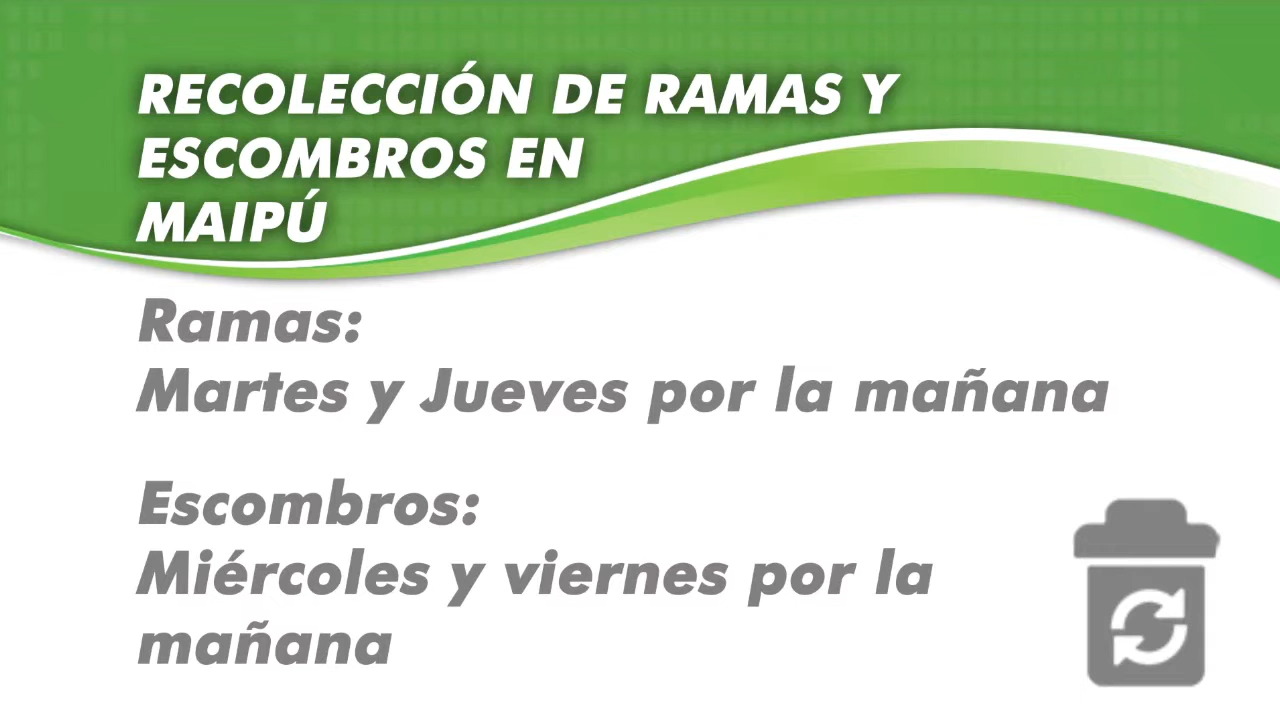 RECOLECCIÓN DE RAMAS Y
ESCOMBROS EN
MAIPÚ
Ramas:
Martes y Jueves por la mañana
Escombros:
Miércoles y viernes por la
mañana